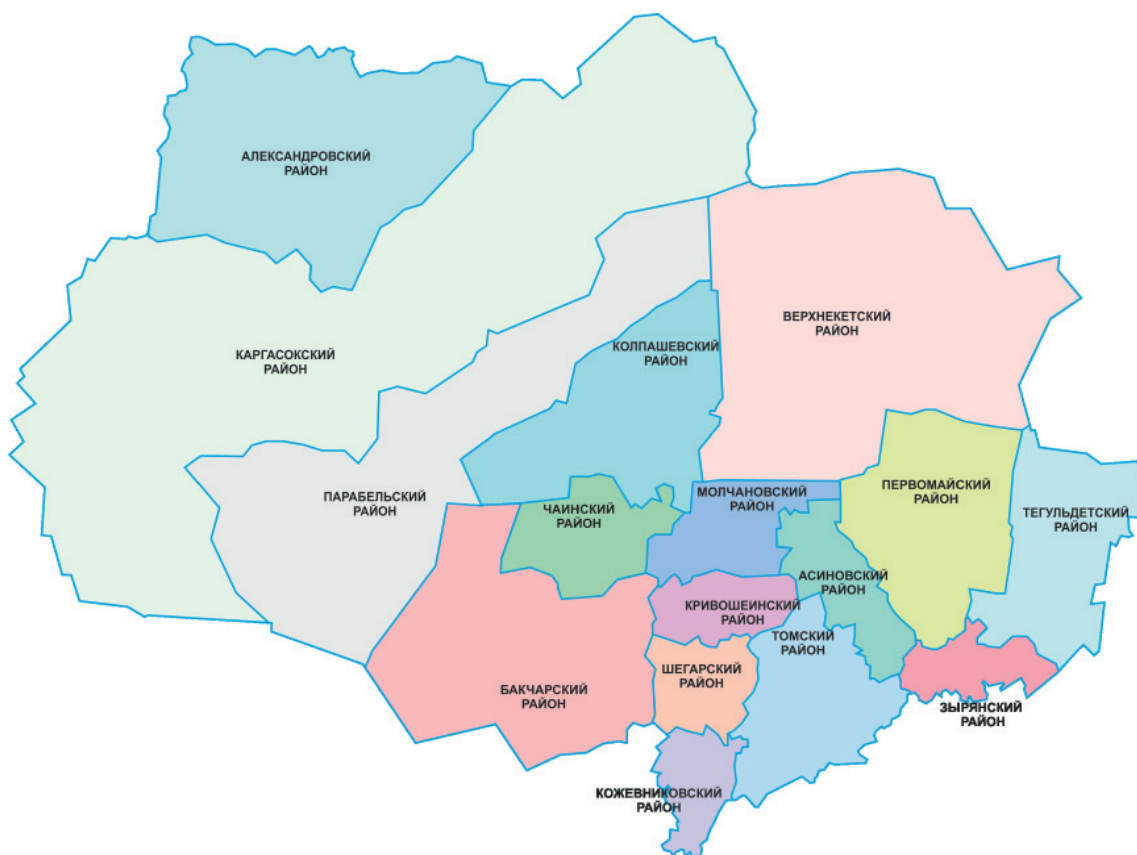 АЛЕКСАНДРОВСКИЙ
РАЙОН
ВЕРХНЕКЕТСКИЙ
РАЙОН
КАРГАСОКСКИЙ
РАЙОН
КОЛПАШЕВСКИЙ
РАЙОН
ПАРАБЕЛЬСКИЙ
РАЙОН
ЧАИНСКИЙ
РАЙОН
МОЛЧАНОВСКИЙ
РАЙОН
ПЕРВОМАЙСКИЙ
РАЙОН
ТЕГУЛЬДЕТСКИЙ
РАЙОН
АСИНОВСКИЙ
РАЙОН
КРИВОШЕИНСКИЙ
РАЙОН
ТОМСКИЙ
РАЙОН
ШЕГАРСКИЙ
РАЙОН
БАКЧАРСКИЙ
РАЙОН
ЗЫРЯНСКИЙ
РАЙОН
КОЖЕВНИКОВСКИЙ
РАЙОН